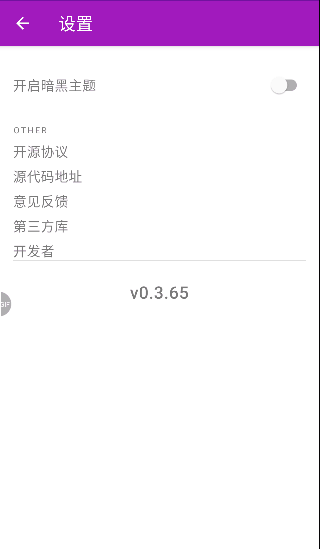 设置
开启暗黑主题
OTHER
开源协议
源代码地址
意见反馈
第三方库
开发者
v0.3.65
GIF